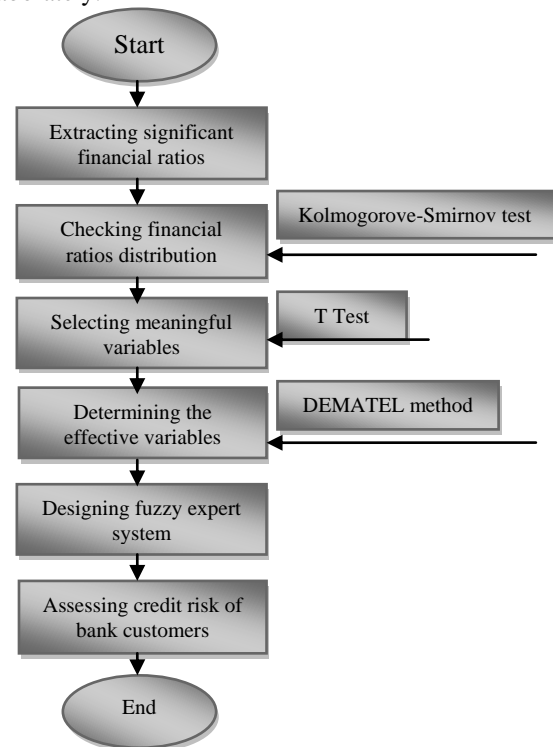 Start
Extracting significant
financial ratios
Checking financial
ratios distribution
Kolmogorove-Smirnov test
Selecting meaningful
variables
T Test
Determining the
effective variables
DEMATEL method
Designing fuzzy expert
system
Assessing credit risk of
bank customers
End